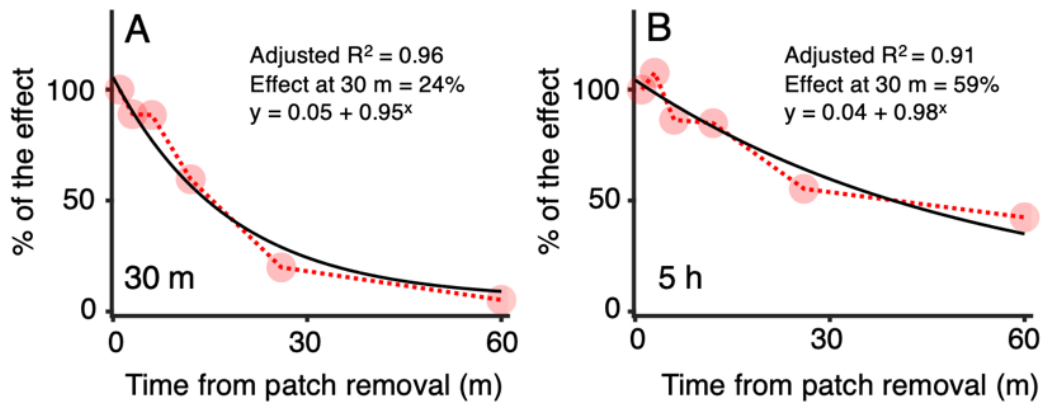 A
Adjusted R² = 0.96
Effect at 30 m = 24%
y = 0.05 + 0.95ˣ
% of the effect
100
50
0
30 m
0 30 60
Time from patch removal (m)
B
Adjusted R² = 0.91
Effect at 30 m = 59%
y = 0.04 + 0.98ˣ
% of the effect
100
50
0
5 h
0 30 60
Time from patch removal (m)